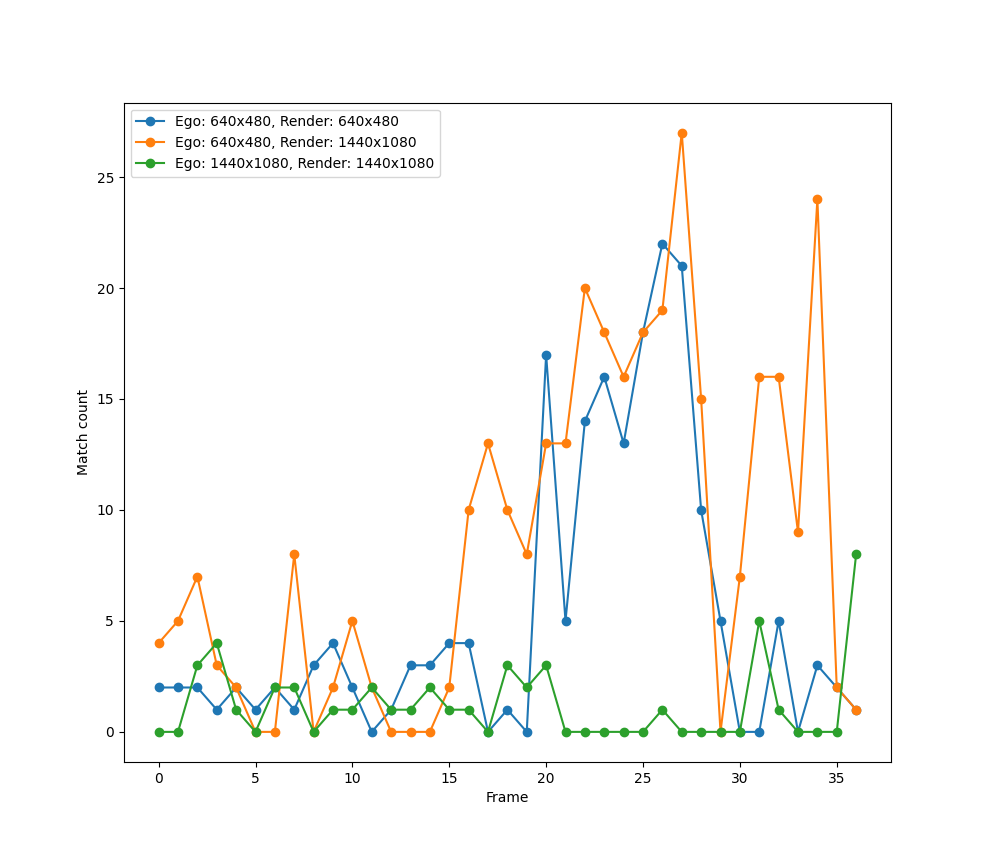 Ego: 640x480, Render: 640x480
Ego: 640x480, Render: 1440x1080
Ego: 1440x1080, Render: 1440x1080
25
20
15
10
5
0
Match count
0 5 10 15 20 25 30 35
Frame